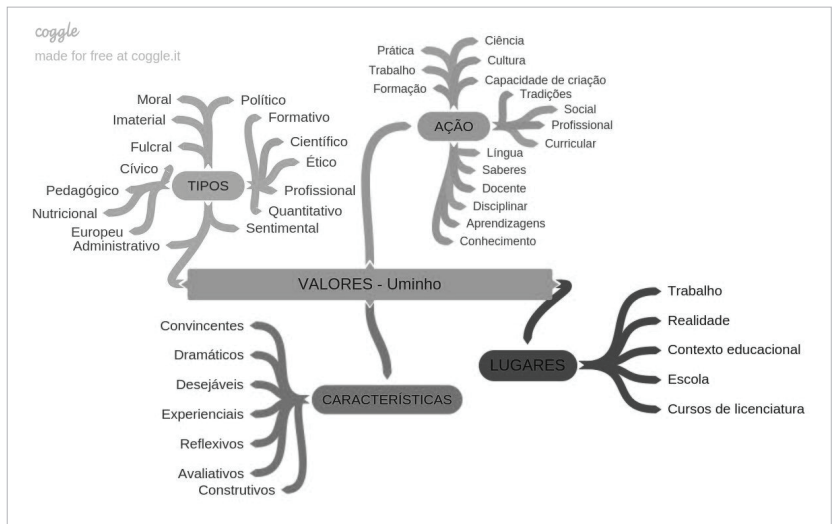 coggle
made for free at coggle.it
Moral
Imaterial
Fulcral
Cívico
Pedagógico
Nutricional
Europeu
Administrativo
TIPOS
Político
Formativo
Científico
Ético
Profissional
Quantitativo
Sentimental
Prática
Trabalho
Formação
AÇÃO
Ciência
Cultura
Capacidade de criação
Tradições
Social
Profissional
Curricular
Língua
Saberes
Docente
Disciplinar
Aprendizagens
Conhecimento
VALORES - Uminho
Convincentes
Dramáticos
Desejáveis
Experienciais
Reflexivos
Avaliativos
Construtivos
CARACTERÍSTICAS
LUGARES
Trabalho
Realidade
Contexto educacional
Escola
Cursos de licenciatura